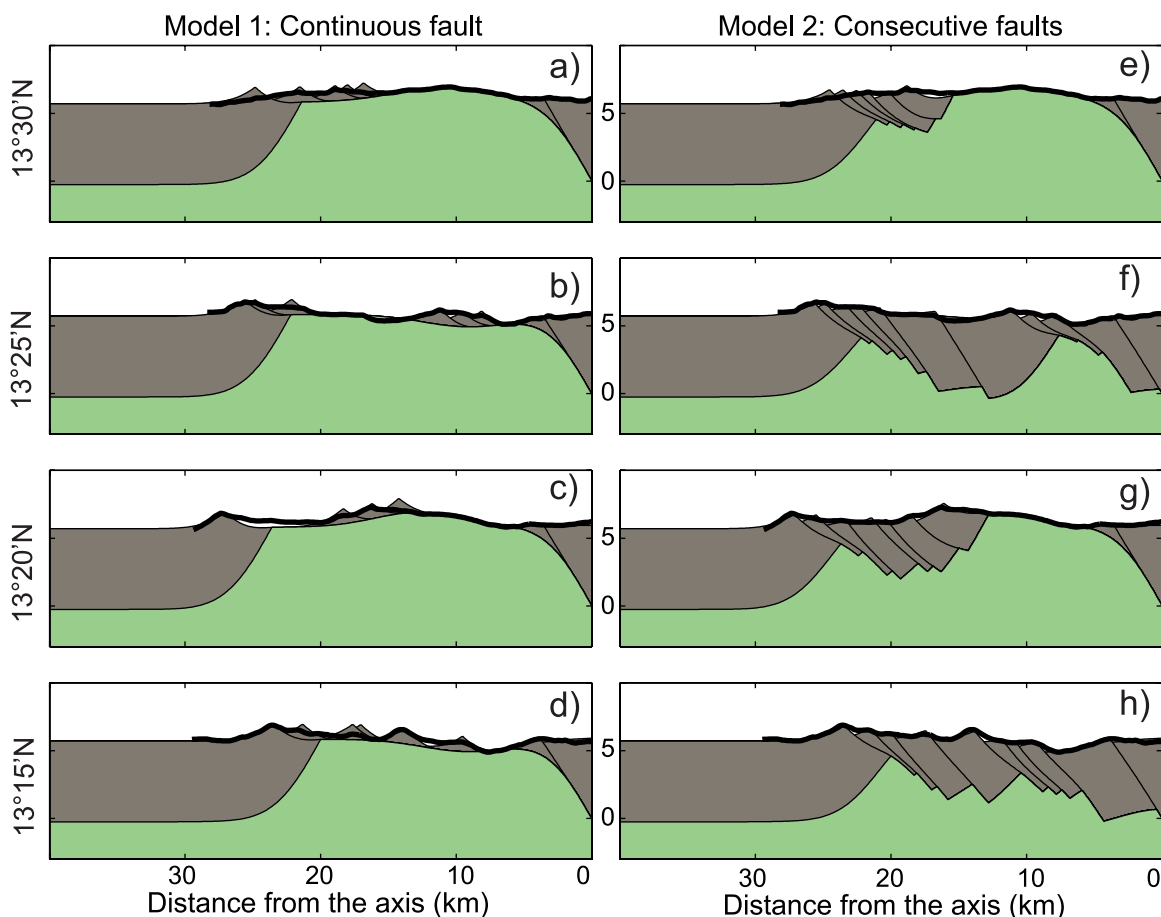 Model 1: Continuous fault
Model 2: Consecutive faults
13°30'N
a)
5
0
e)
13°25'N
b)
5
0
f)
13°20'N
c)
5
0
g)
13°15'N
d)
5
0
h)
30 20 10 0
30 20 10 0
Distance from the axis (km)
Distance from the axis (km)